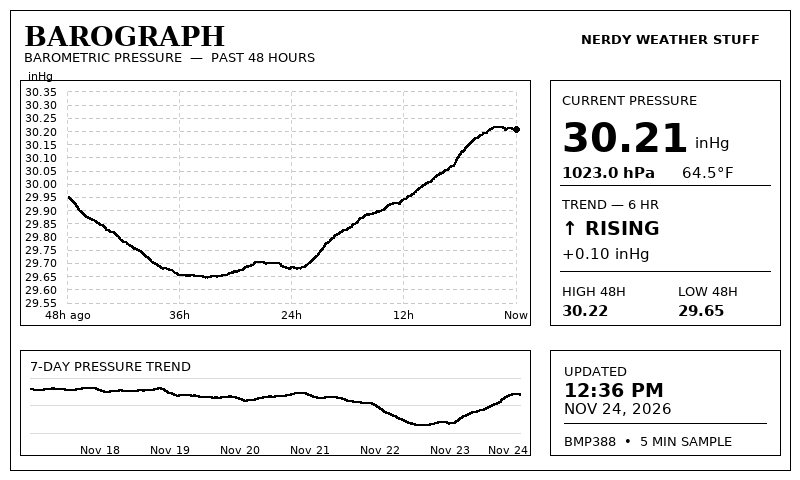 BAROGRAPH
BAROMETRIC PRESSURE — PAST 48 HOURS
NERDY WEATHER STUFF
inHg
30.35
30.30
30.25
30.20
30.15
30.10
30.05
30.00
29.95
29.90
29.85
29.80
29.75
29.70
29.65
29.60
29.55
48h ago 36h 24h 12h Now
CURRENT PRESSURE
30.21 inHg
1023.0 hPa 64.5°F
TREND — 6 HR
↑ RISING
+0.10 inHg
HIGH 48H LOW 48H
30.22 29.65
7-DAY PRESSURE TREND
Nov 18 Nov 19 Nov 20 Nov 21 Nov 22 Nov 23 Nov 24
UPDATED
12:36 PM
NOV 24, 2026
BMP388 • 5 MIN SAMPLE